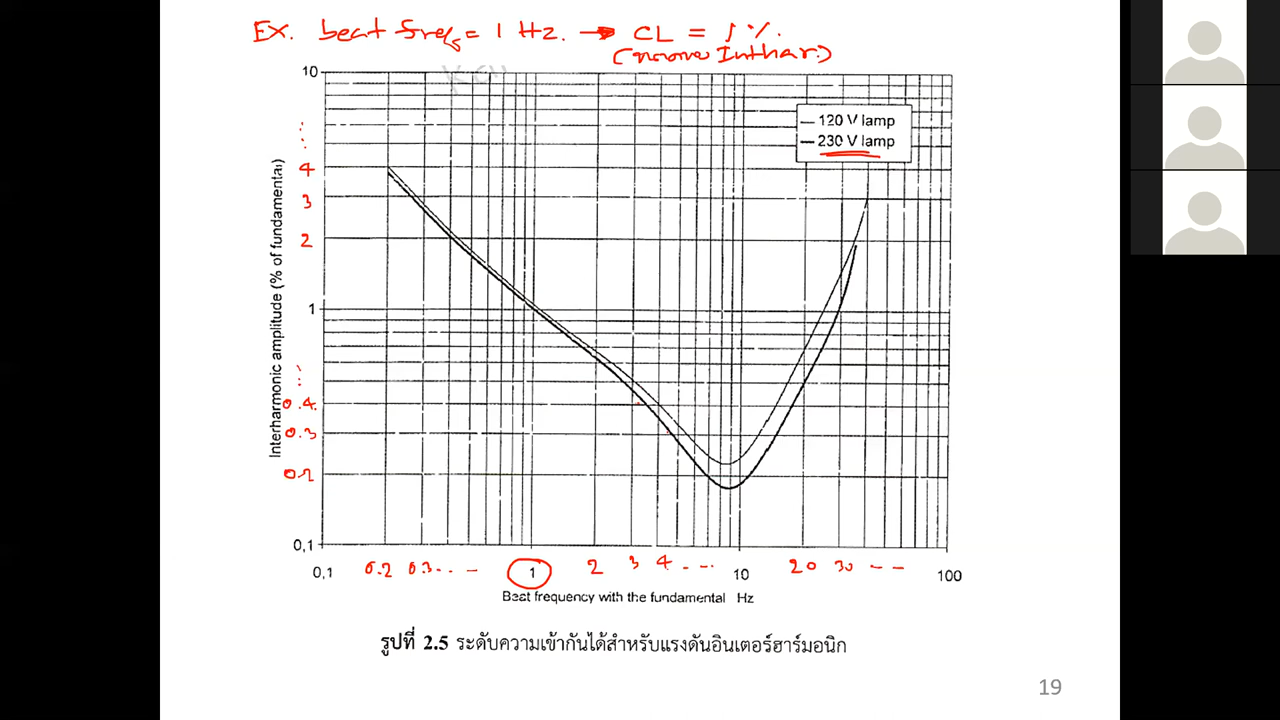 EX. beat freq = 1 Hz. → CL = 1 %.
Inthar.)
10
120 V lamp
230 V lamp
4
3
2
1
0.4
0.3
0.2
0,1
Interharmonic amplitude (% of fundamental)
0,1 0.2 0.3 1 2 3 4 10 20 30 100
Beat frequency with the fundamental Hz
รูปที่ 2.5 ระดับความเข้ากันได้สำหรับแรงดันอินเตอร์ฮาร์มอนิก
19